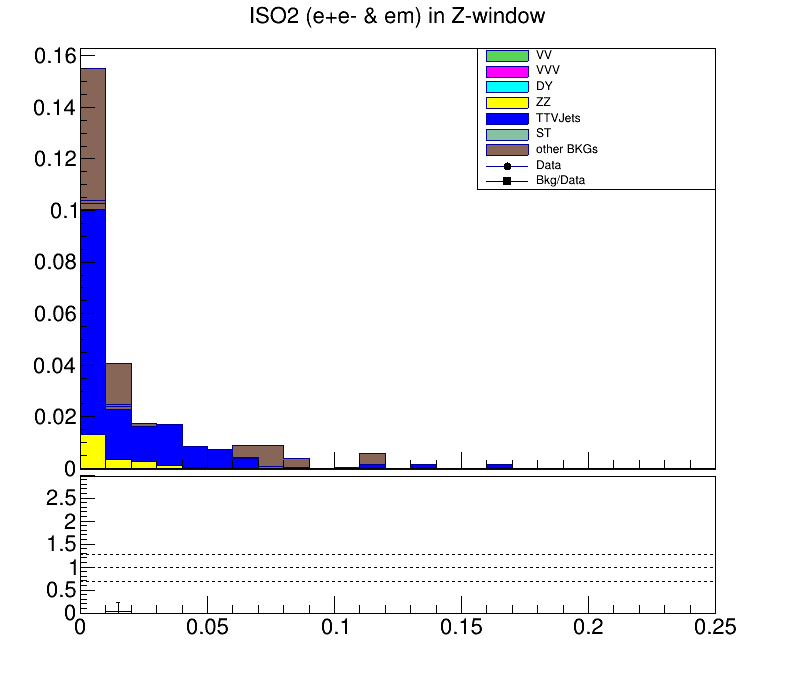 ISO2 (e+e- & em) in Z-window
0.16
0.14
0.12
0.1
0.08
0.06
0.04
0.02
0
VV
VVV
DY
ZZ
TTVJets
ST
other BKGs
Data
Bkg/Data
2.5
2
1.5
1
0.5
0
0 0.05 0.1 0.15 0.2 0.25